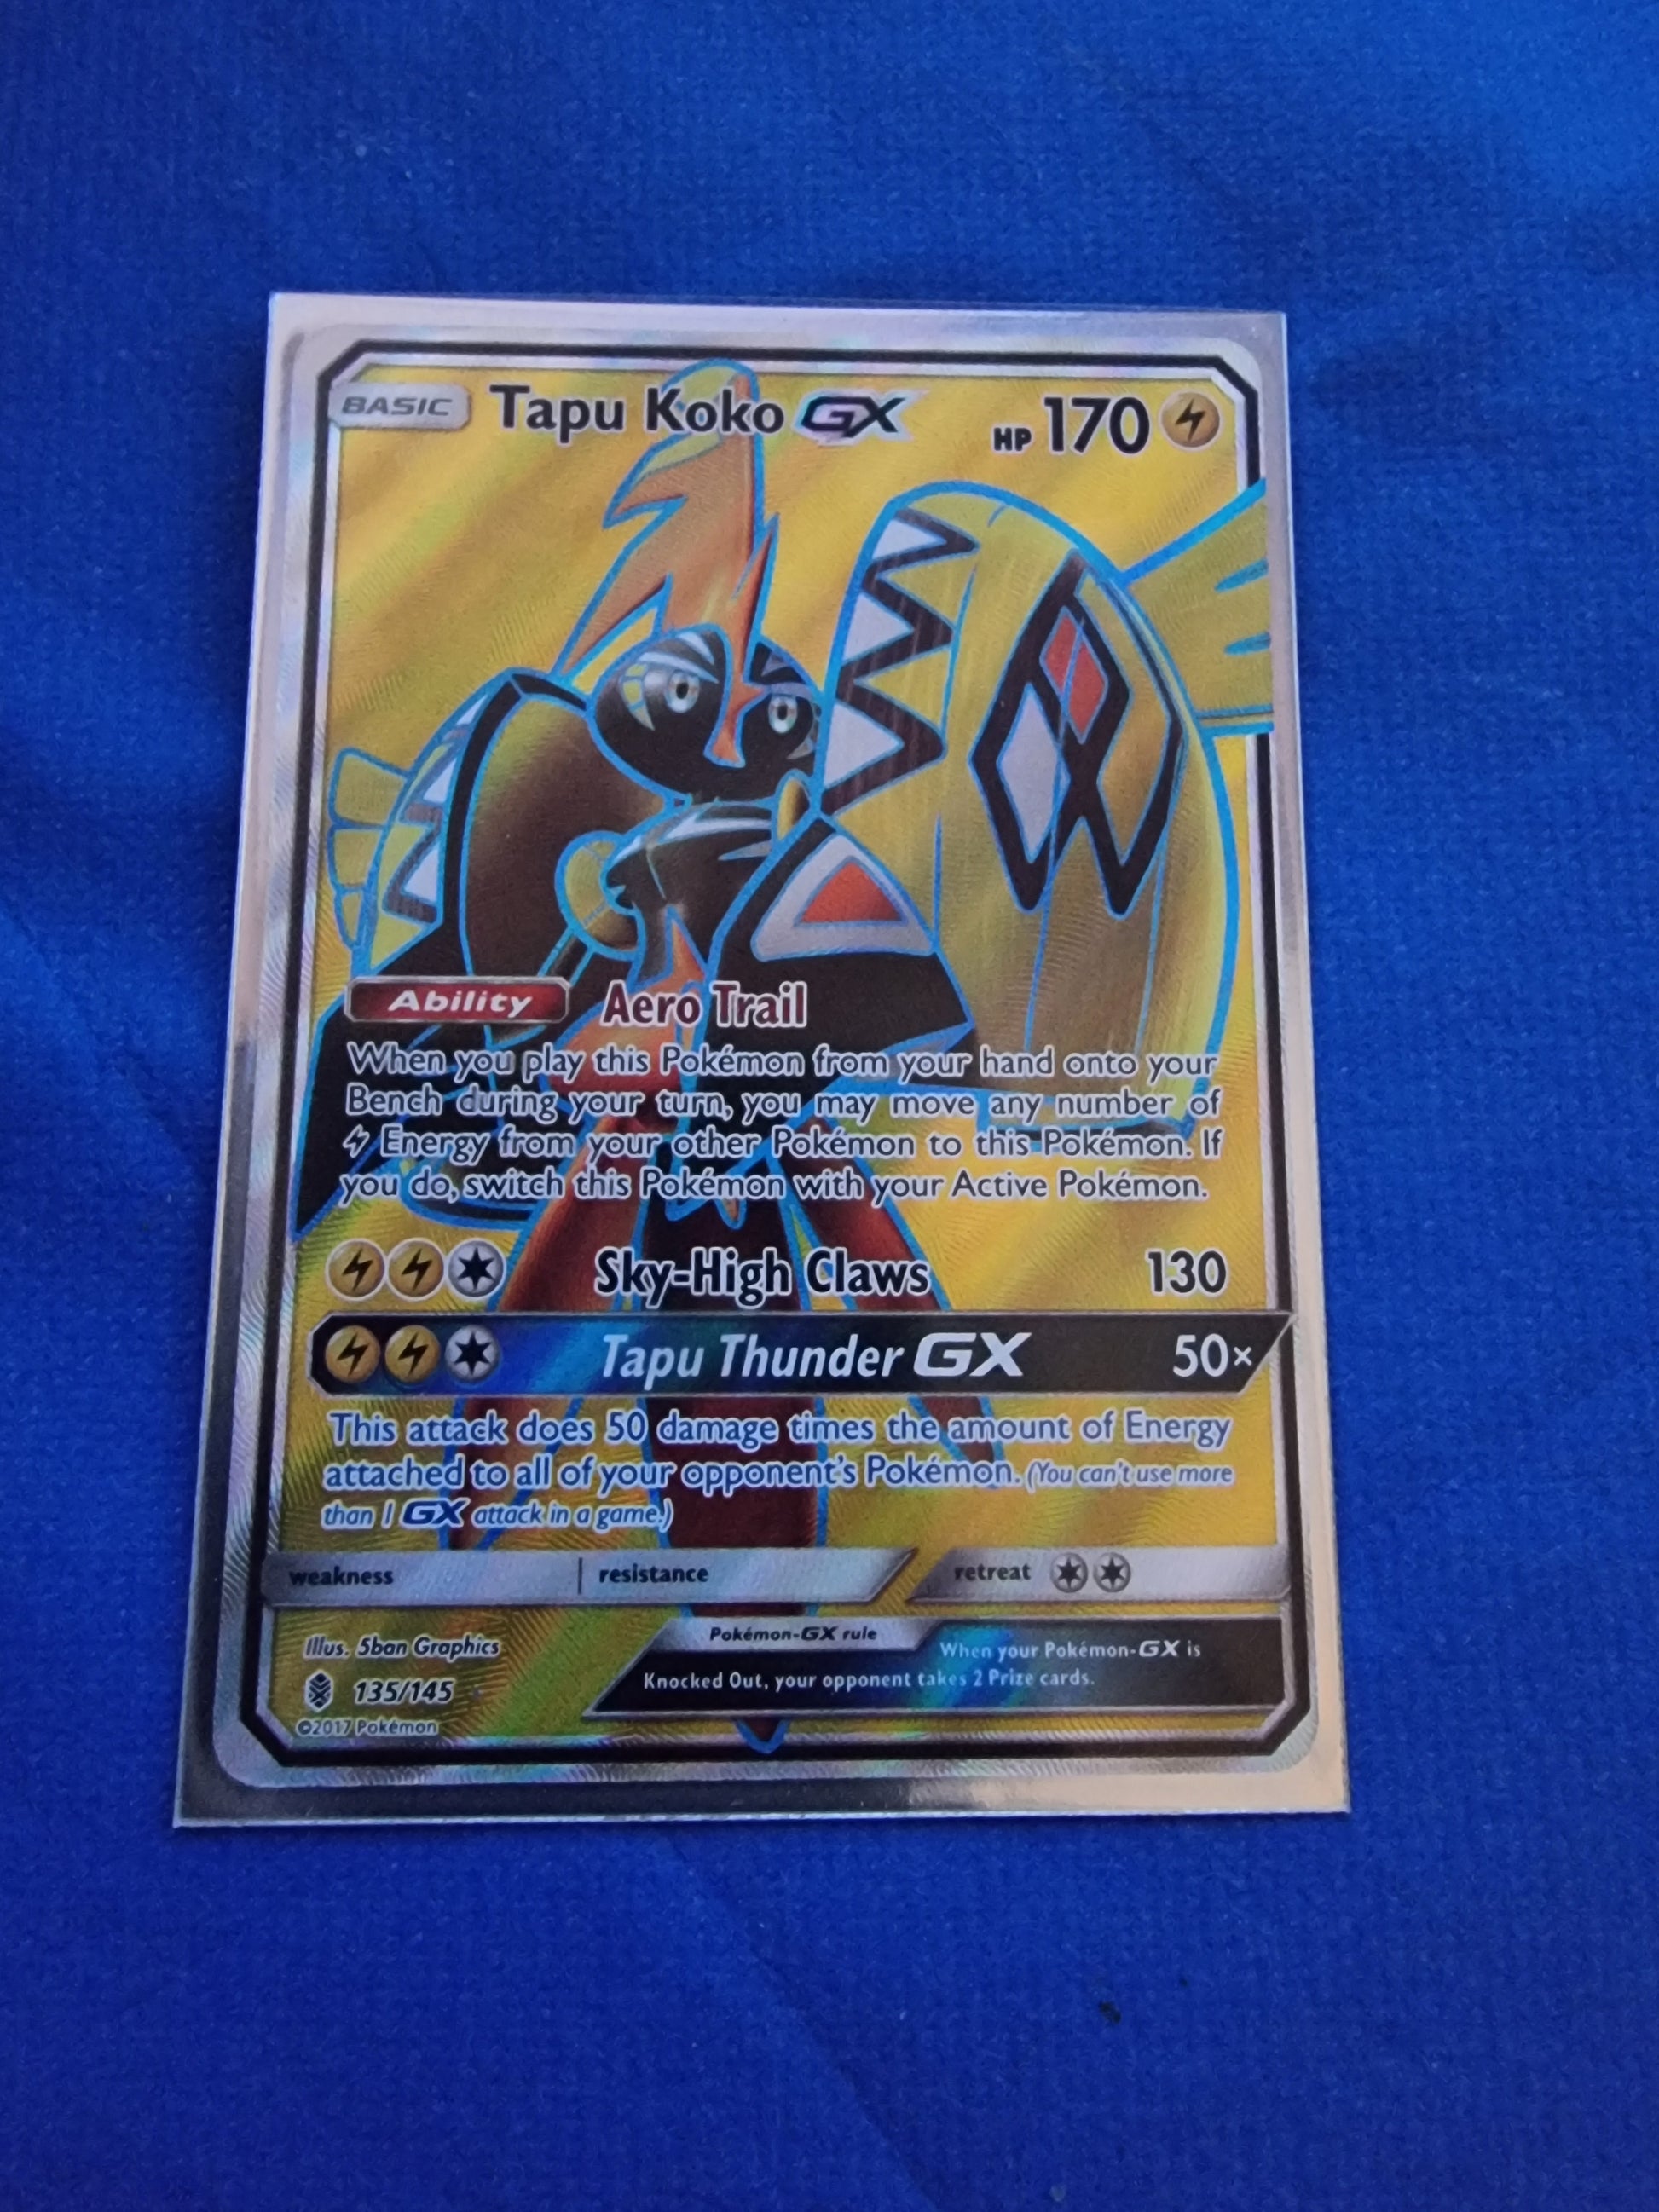 BASIC Tapu Koko GX HP 170
Ability Aero Trail
When you play this Pokémon from your hand onto your
Bench during your turn, you may move any number of
Energy from your other Pokémon to this Pokémon. If
you do, switch this Pokémon with your Active Pokémon.
Sky-High Claws 130
Tapu Thunder GX 50×
This attack does 50 damage times the amount of Energy
attached to all of your opponent's Pokémon. (You can't use more
than 1 GX attack in a game.)
weakness resistance retreat
Illus. 5ban Graphics
135/145
©2017 Pokémon
Pokémon-GX rule
When your Pokémon-GX is
Knocked Out, your opponent takes 2 Prize cards.